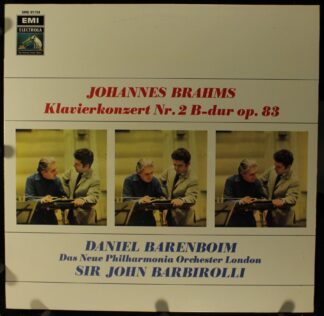 EMI
ELECTROLA
JOHANNES BRAHMS
Klavierkonzert Nr. 2 B-dur op. 83
DANIEL BARENBOIM
Das Neue Philharmonia Orchester London
SIR JOHN BARBIROLLI